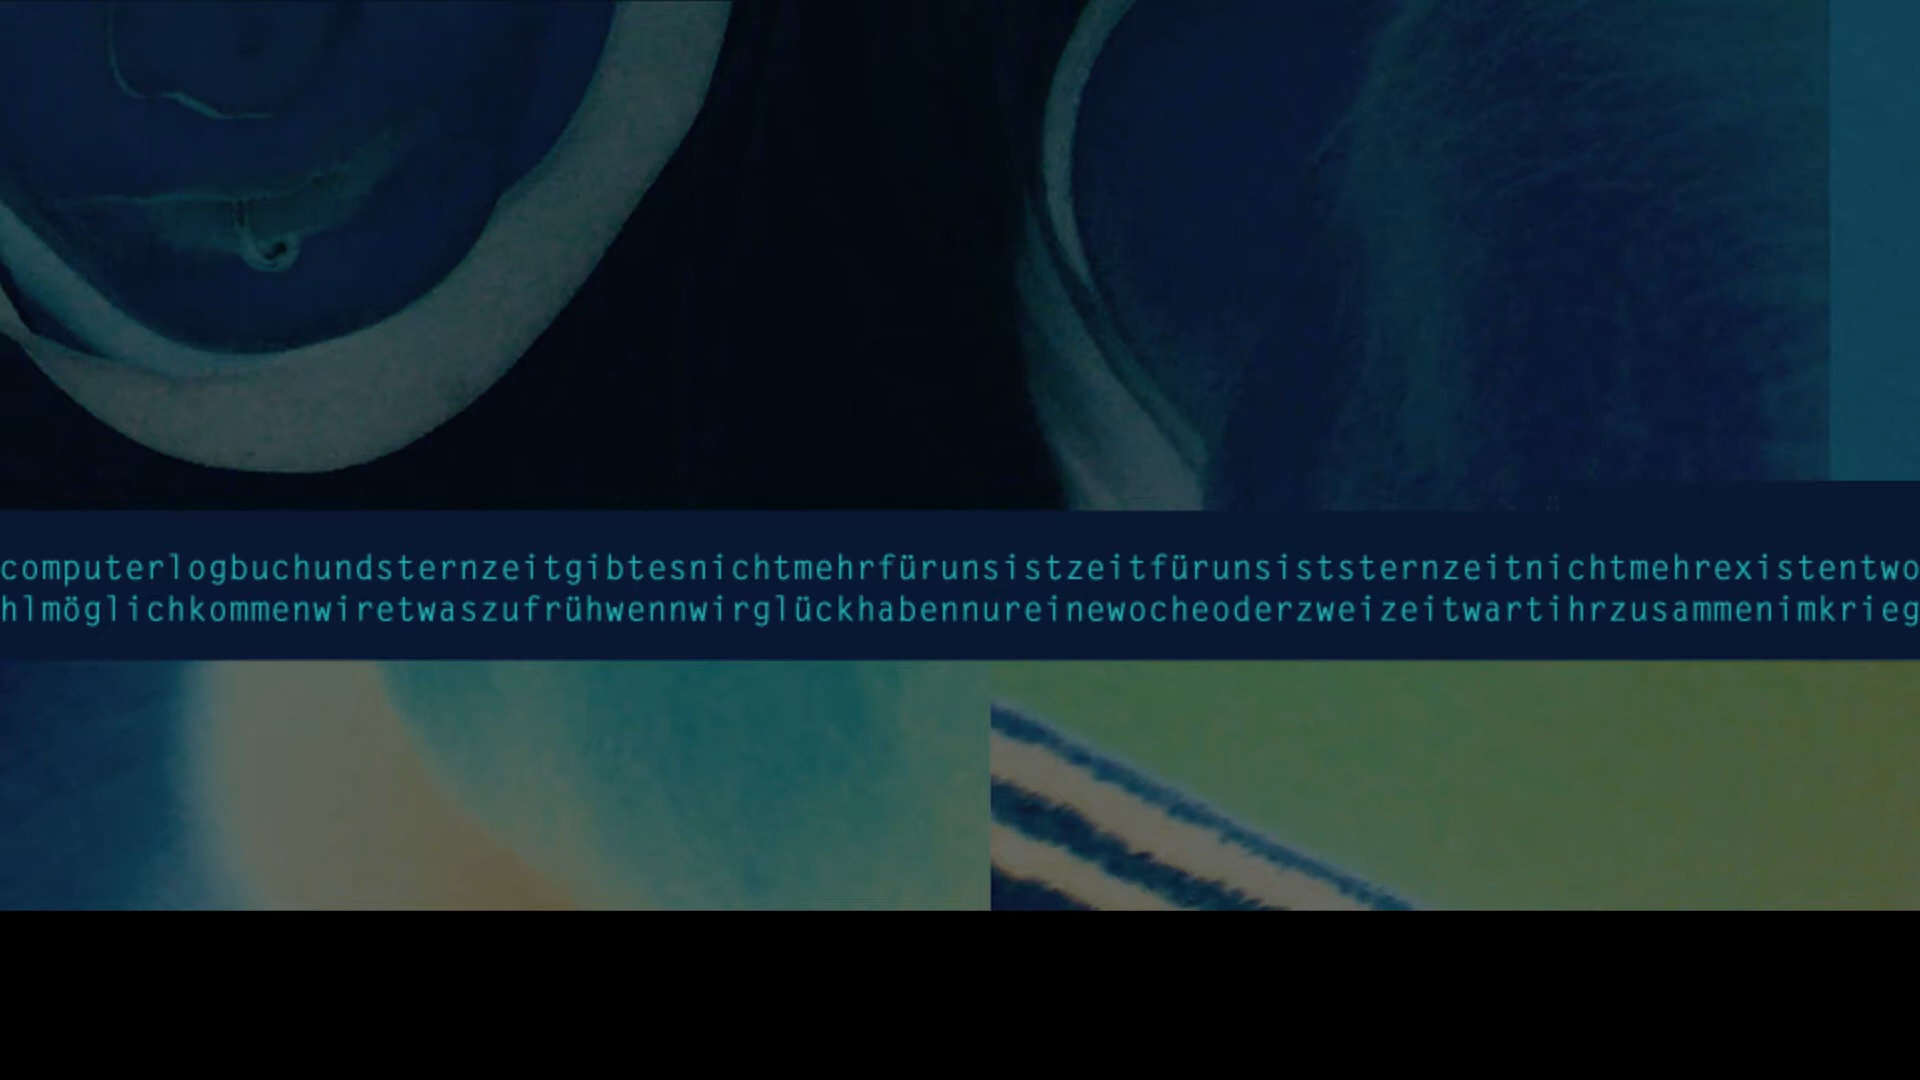 computerlogbuchundsternzeitgibtesnichtmehrfürunsistzeitfürunsiststernzeitnichtmehrexistentwo
hlmöglichkommenwiretwaszufrühwennwirglückhabennureinewocheoderzweizeitwartihrzusammenimkrieg